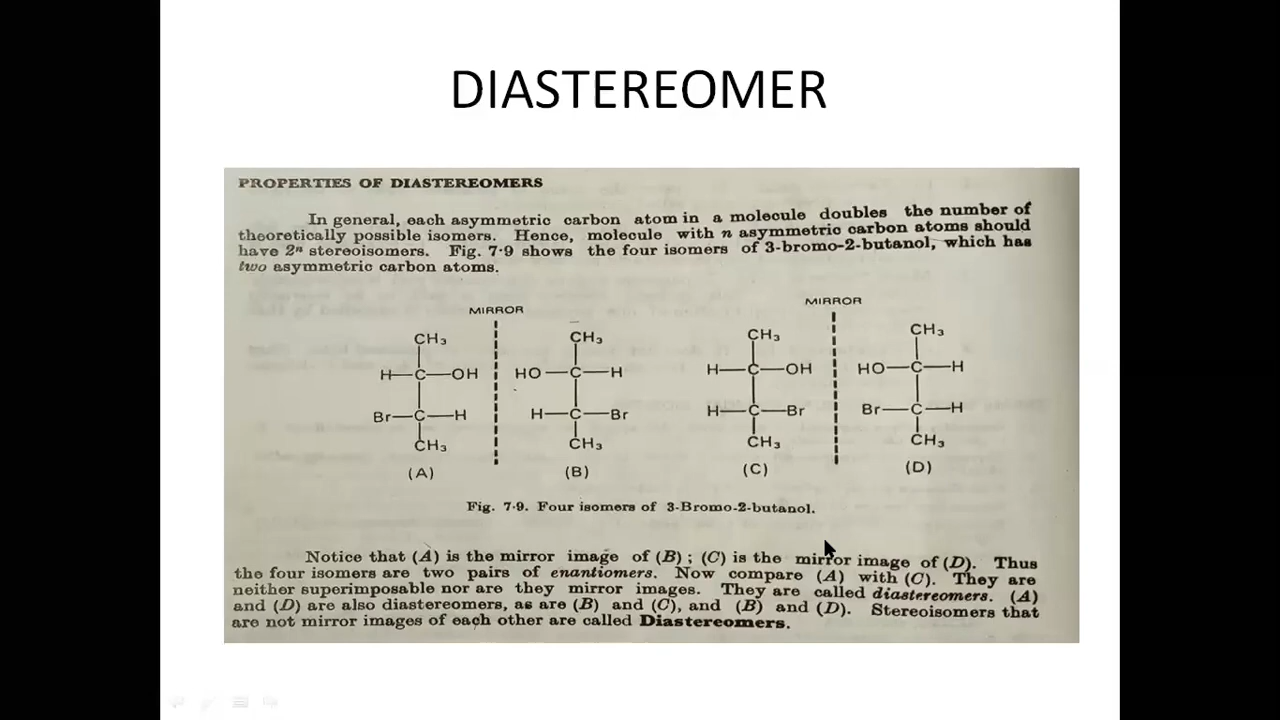 DIASTEREOMER
PROPERTIES OF DIASTEREOMERS
In general, each asymmetric carbon atom in a molecule doubles the number of
theoretically possible isomers. Hence, molecule with n asymmetric carbon atoms should
have 2ⁿ stereoisomers. Fig. 7·9 shows the four isomers of 3-bromo-2-butanol, which has
two asymmetric carbon atoms.
MIRROR
MIRROR
CH₃
H—C—OH
Br—C—H
CH₃
(A)
CH₃
HO—C—H
H—C—Br
CH₃
(B)
CH₃
H—C—OH
H—C—Br
CH₃
(C)
CH₃
HO—C—H
Br—C—H
CH₃
(D)
Fig. 7·9. Four isomers of 3-Bromo-2-butanol.
Notice that (A) is the mirror image of (B) ; (C) is the mirror image of (D). Thus
the four isomers are two pairs of enantiomers. Now compare (A) with (C). They are
neither superimposable nor are they mirror images. They are called diastereomers. (A)
and (D) are also diastereomers, as are (B) and (C), and (B) and (D). Stereoisomers that
are not mirror images of each other are called Diastereomers.